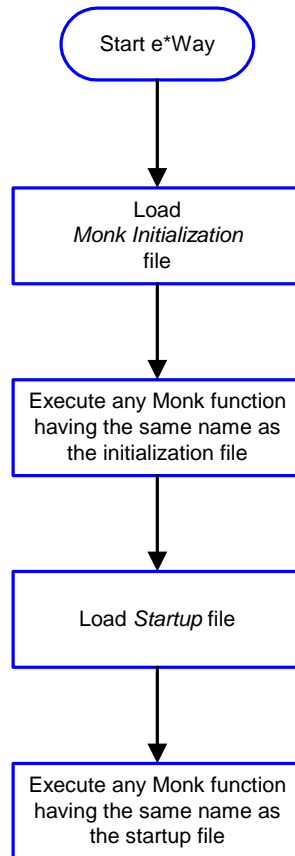 Start e*Way
Load
Monk Initialization
file
Execute any Monk function
having the same name as
the initialization file
Load Startup file
Execute any Monk function
having the same name as
the startup file